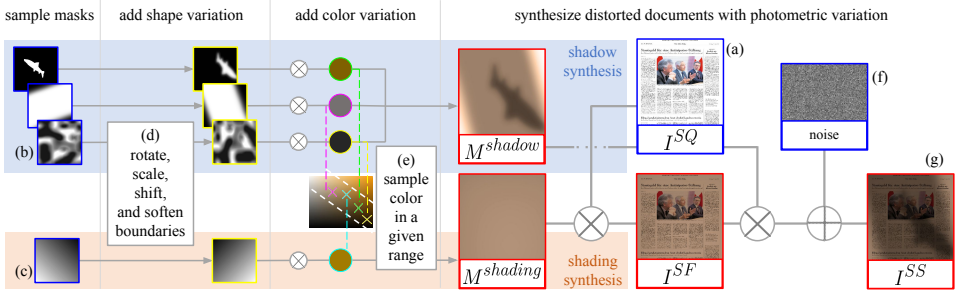 sample masks
add shape variation
add color variation
synthesize distorted documents with photometric variation
shadow
synthesis
(a)
(b)
(d)
rotate,
scale,
shift,
and soften
boundaries
(e)
sample
color
in a
given
range
M^shadow
I^SQ
(f)
noise
(g)
(c)
M^shading
shading
synthesis
I^SF
I^SS